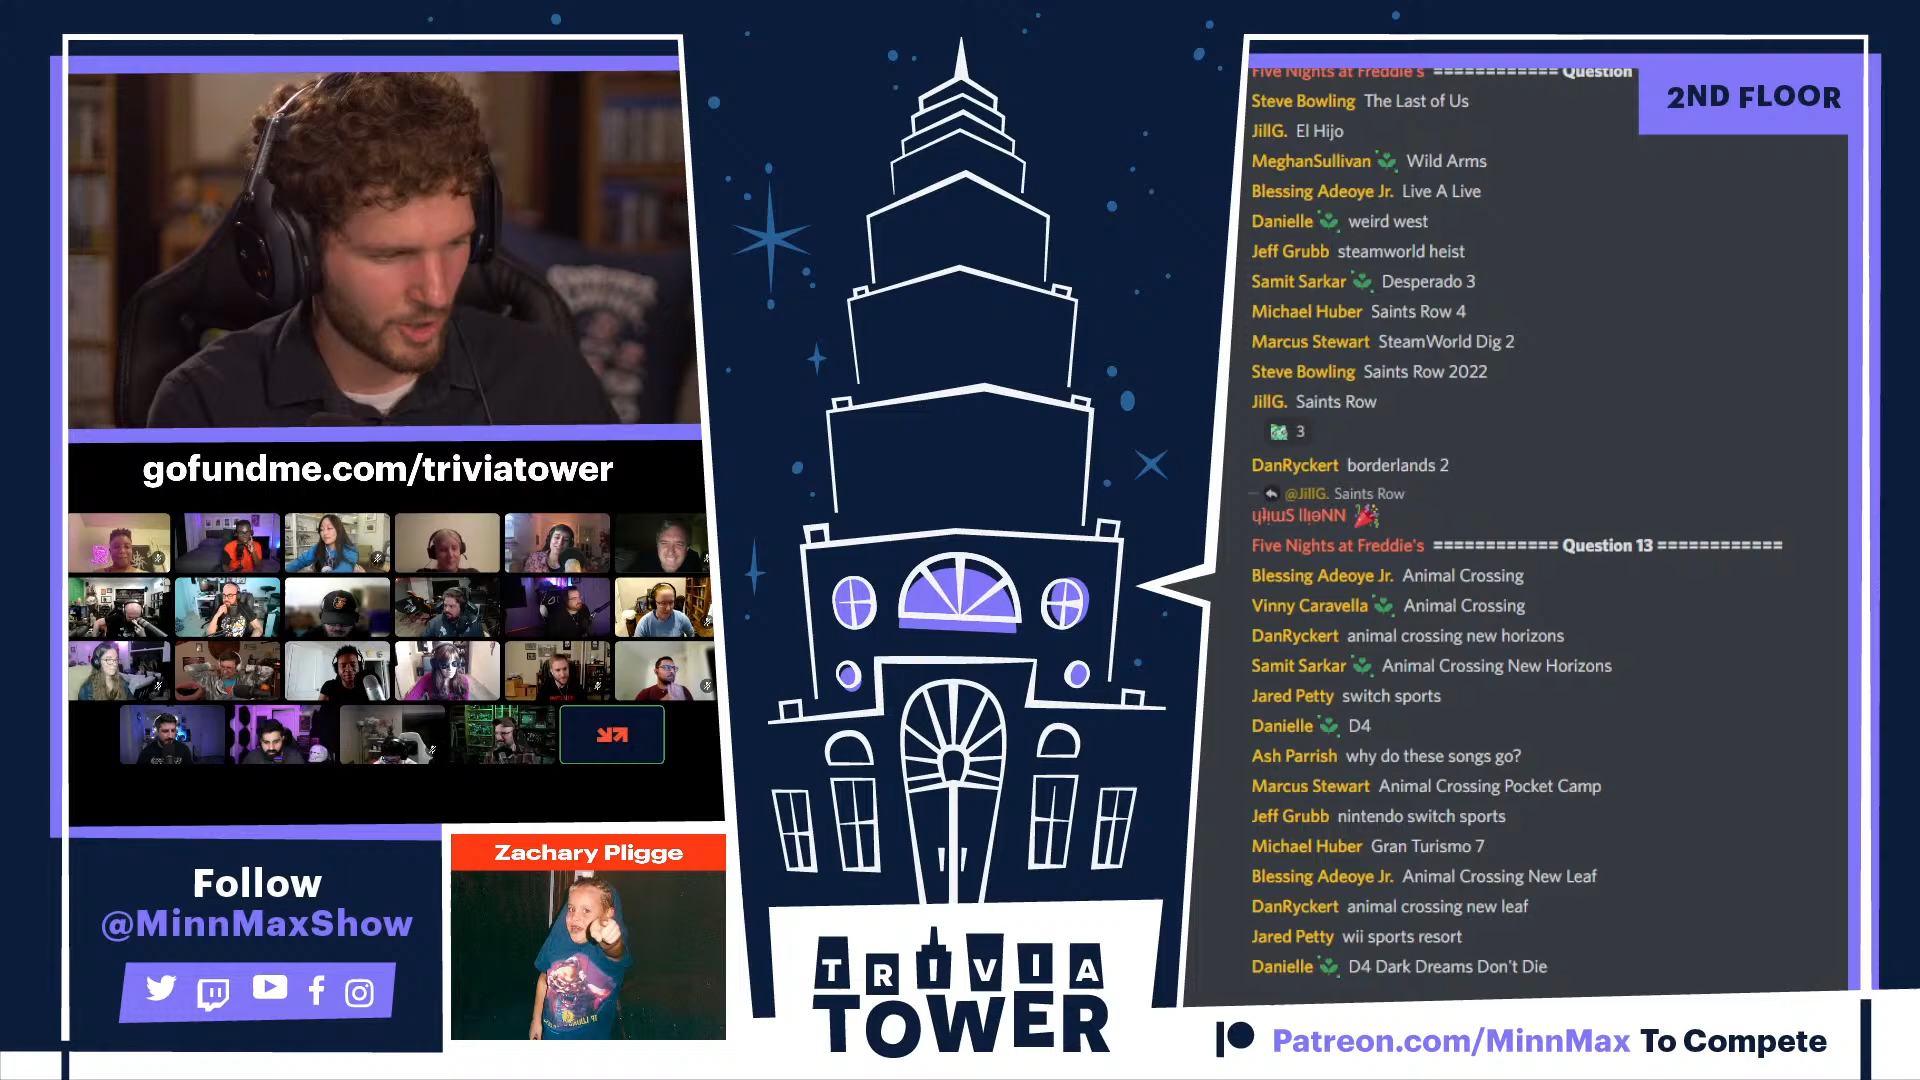 gofundme.com/triviatower
Follow
@MinnMaxShow
Zachary Pligge
TRIVIA
TOWER
2ND FLOOR
Five Nights at Freddie's ============ Question
Steve Bowling The Last of Us
JillG. El Hijo
MeghanSullivan Wild Arms
Blessing Adeoye Jr. Live A Live
Danielle weird west
Jeff Grubb steamworld heist
Samit Sarkar Desperado 3
Michael Huber Saints Row 4
Marcus Stewart SteamWorld Dig 2
Steve Bowling Saints Row 2022
JillG. Saints Row
3
DanRyckert borderlands 2
@JillG. Saints Row
Five Nights at Freddie's ============ Question 13 ============
Blessing Adeoye Jr. Animal Crossing
Vinny Caravella Animal Crossing
DanRyckert animal crossing new horizons
Samit Sarkar Animal Crossing New Horizons
Jared Petty switch sports
Danielle D4
Ash Parrish why do these songs go?
Marcus Stewart Animal Crossing Pocket Camp
Jeff Grubb nintendo switch sports
Michael Huber Gran Turismo 7
Blessing Adeoye Jr. Animal Crossing New Leaf
DanRyckert animal crossing new leaf
Jared Petty wii sports resort
Danielle D4 Dark Dreams Don't Die
Patreon.com/MinnMax To Compete